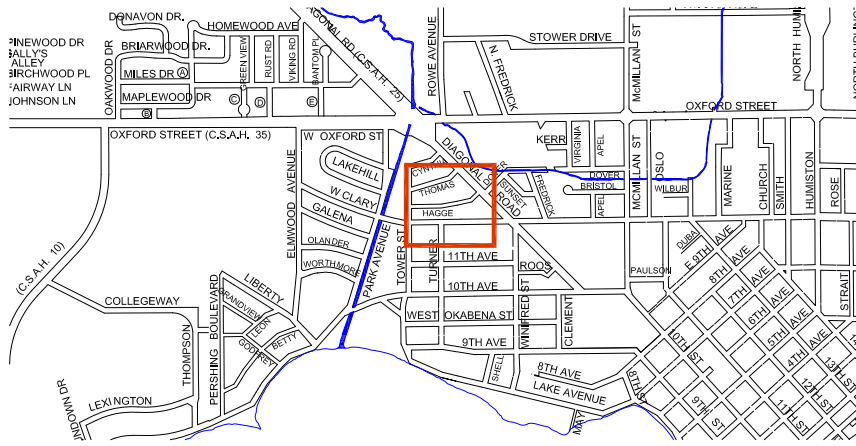 DONAVON DR.
HOMEWOOD AVE
DIAGONAL RD (C.S.A.H. 25)
ROWE AVENUE
STOWER DRIVE
McMILLAN ST
PINEWOOD DR
SALLY'S
ALLEY
BIRCHWOOD PL
FAIRWAY LN
JOHNSON LN
OAKWOOD DR
BRIARWOOD DR.
MILES DR A
MAPLEWOOD DR
B
C
D
E
GREEN VIEW
RUST RD
VIKING RD
BANTOM PL
N. FREDRICK
OXFORD STREET
OXFORD STREET (C.S.A.H. 35)
W OXFORD ST
LAKEHILL
ELMWOOD AVENUE
W CLARY
GALENA
OLANDER
WORTHMORE
PARK AVENUE
DIAGONAL ROAD
THOMAS
HAGGE
SUNSET
FREDRICK
KERR
VIRGINIA
APEL
DOVER
BRISTOL
APEL
McMILLAN ST
OSLO
WILBUR
MARINE
CHURCH
SMITH
HUMISTON
ROSE
TOWER ST
TURNER
11TH AVE
10TH AVE
WEST OKABENA ST
9TH AVE
WINIFRED ST
ROOS
CLEMENT
SHELL
8TH AVE
LAKE AVENUE
MAY
8TH ST
PAULSON
DUBA
E 9TH AVE
8TH AVE
7TH AVE
6TH AVE
5TH AVE
4TH AVE
STRAIT
10TH ST
9TH ST
11TH ST
12TH ST
13TH ST
(C.S.A.H. 10)
COLLEGEWAY
THOMPSON
PERSHING BOULEVARD
LIBERTY
GRANDVIEW
LEON
BETTY
GODFREY
LEXINGTON